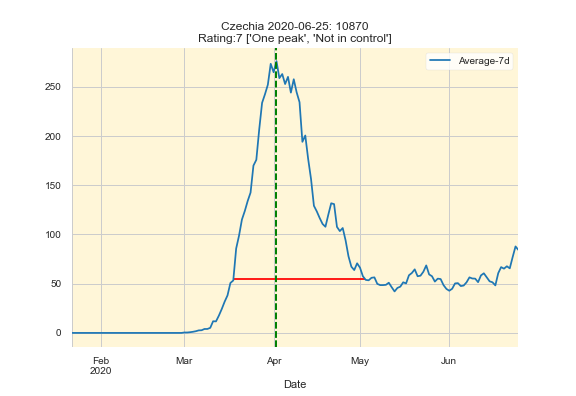 Czechia 2020-06-25: 10870
Rating:7 ['One peak', 'Not in control']
Average-7d
250
200
150
100
50
0
Feb
2020
Mar
Apr
May
Jun
Date